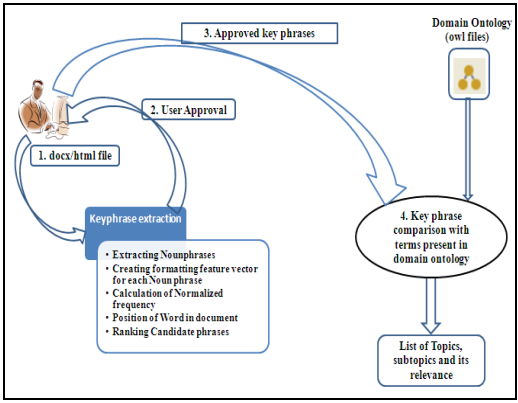 3. Approved key phrases
Domain Ontology
(owl files)
2. User Approval
1. docx/html file
Keyphrase extraction
• Extracting Nounphrases
• Creating formatting feature vector
for each Noun phrase
• Calculation of Normalized
frequency
• Position of Word in document
• Ranking Candidate phrases
4. Key phrase
comparison with
terms present in
domain ontology
List of Topics,
subtopics and its
relevance